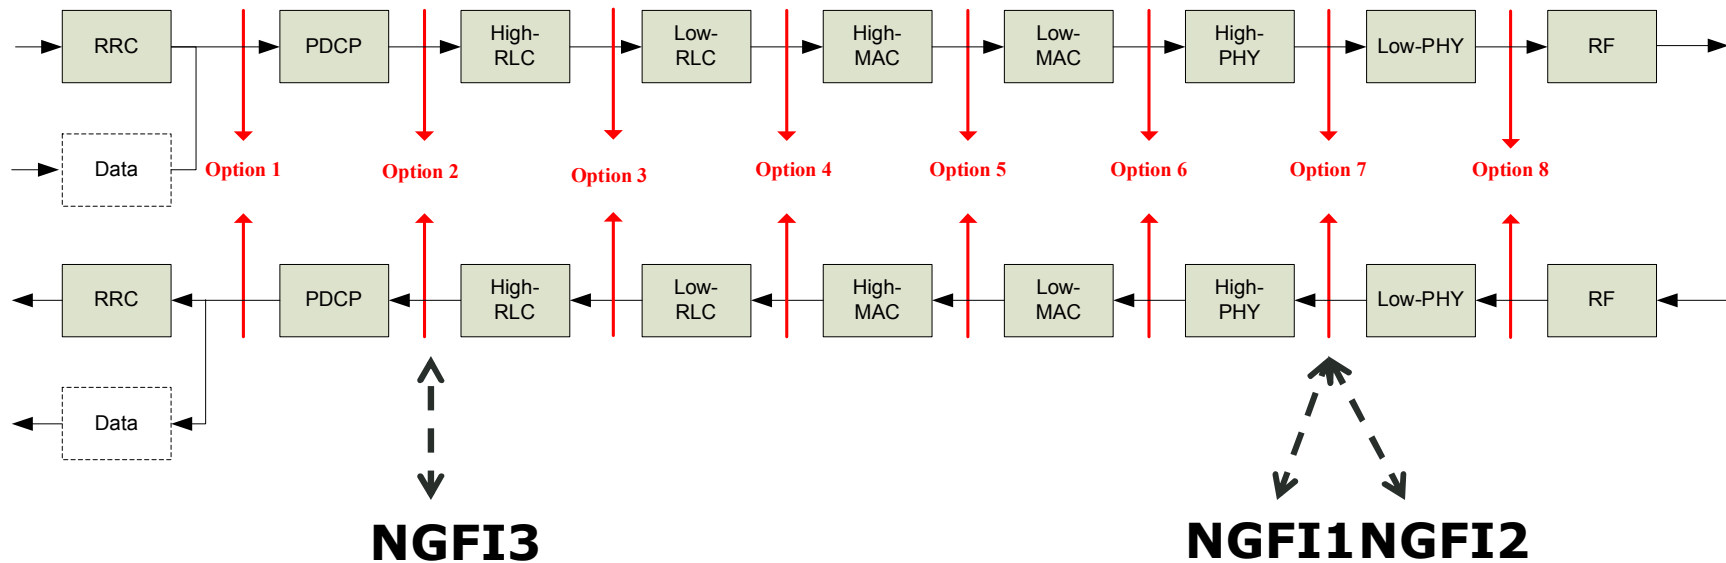 RRC
PDCP
High-
RLC
Low-
RLC
High-
MAC
Low-
MAC
High-
PHY
Low-PHY
RF
Data
Option 1
Option 2
Option 3
Option 4
Option 5
Option 6
Option 7
Option 8
RRC
PDCP
High-
RLC
Low-
RLC
High-
MAC
Low-
MAC
High-
PHY
Low-PHY
RF
Data
NGFI3
NGFI1NGFI2